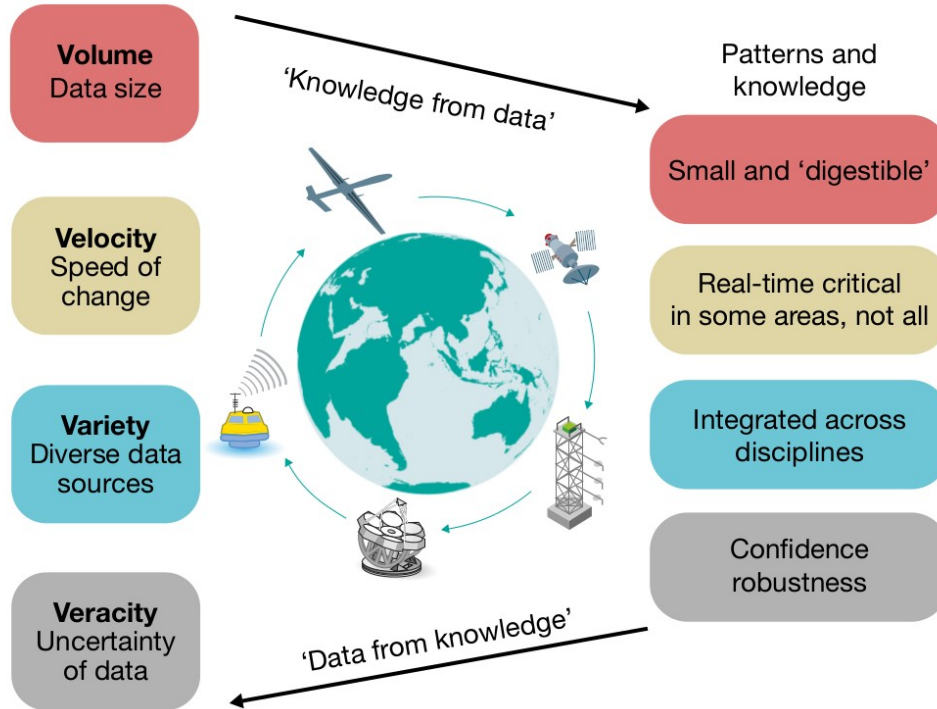 Volume
Data size
Velocity
Speed of
change
Variety
Diverse data
sources
Veracity
Uncertainty
of data
‘Knowledge from data’
‘Data from knowledge’
Patterns and
knowledge
Small and ‘digestible’
Real-time critical
in some areas, not all
Integrated across
disciplines
Confidence
robustness